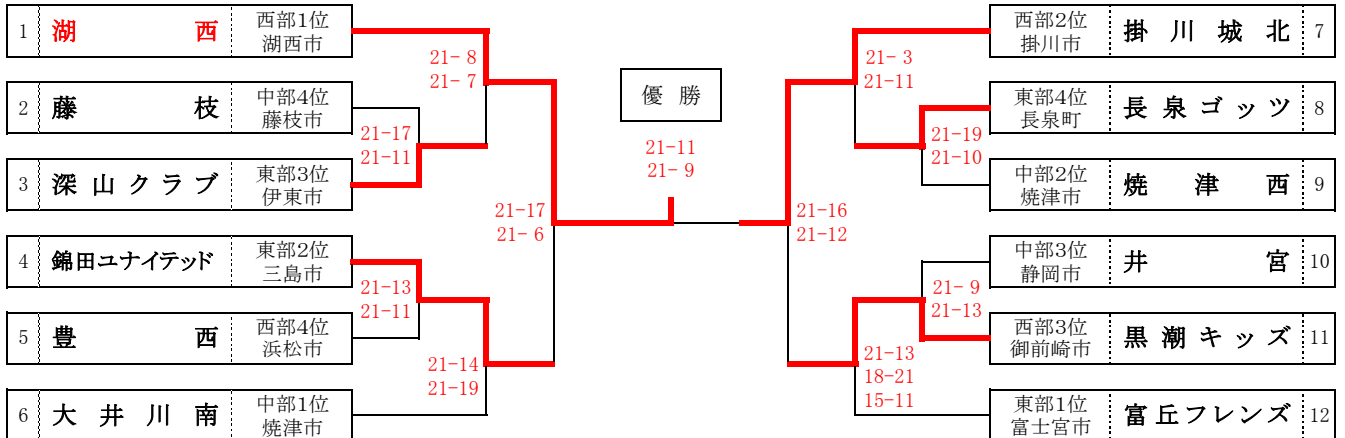 1 湖西 西部1位
湖西市
2 藤枝 中部4位
藤枝市
3 深山クラブ 東部3位
伊東市
4 錦田ユナイテッド 東部2位
三島市
5 豊西 西部4位
浜松市
6 大井川南 中部1位
焼津市
21- 8
21- 7
21-17
21-11
21-13
21-11
21-14
21-19
21-17
21- 6
優 勝
21-11
21- 9
21-16
21-12
21- 3
21-11
21-19
21-10
21- 9
21-13
21-13
18-21
15-11
西部2位 掛川城北 7
掛川市
東部4位 長泉ゴッツ 8
長泉町
中部2位 焼津西 9
焼津市
中部3位 井宮 10
静岡市
西部3位 黒潮キッズ 11
御前崎市
東部1位 富丘フレンズ 12
富士宮市